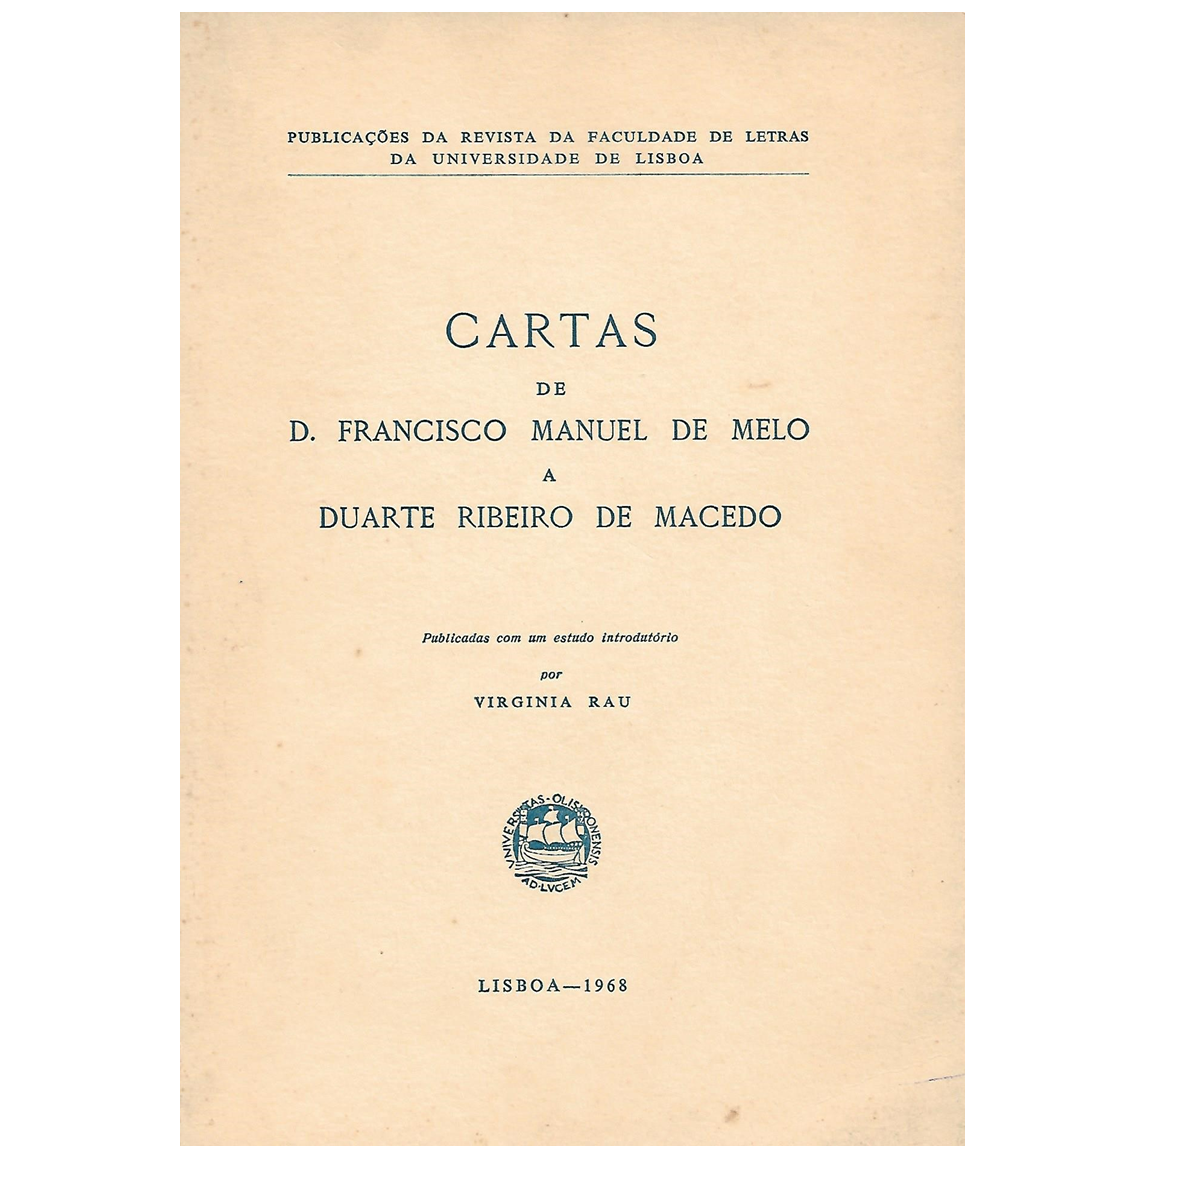 PUBLICAÇÕES DA REVISTA DA FACULDADE DE LETRAS
DA UNIVERSIDADE DE LISBOA
CARTAS
DE
D. FRANCISCO MANUEL DE MELO
A
DUARTE RIBEIRO DE MACEDO
Publicadas com um estudo introdutório
por
VIRGINIA RAU
VNIVERSITAS-OLISIPONENSIS
AD·LVCEM
LISBOA—1968